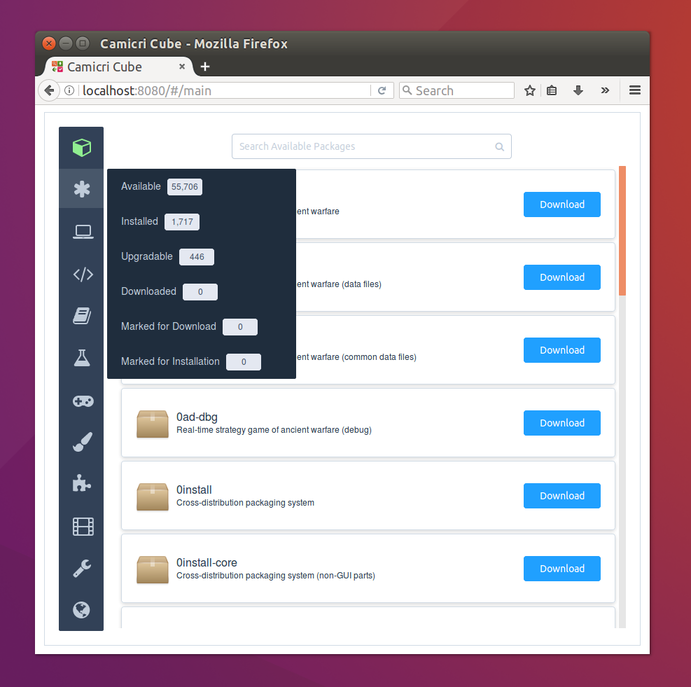 Camicri Cube - Mozilla Firefox
Camicri Cube
localhost:8080/#/main
Search
Search Available Packages
Available 55,706
Installed 1,717
Upgradable 446
Downloaded 0
Marked for Download 0
Marked for Installation 0
ent warfare
Download
ent warfare (data files)
Download
ent warfare (common data files)
Download
0ad-dbg
Real-time strategy game of ancient warfare (debug)
Download
0install
Cross-distribution packaging system
Download
0install-core
Cross-distribution packaging system (non-GUI parts)
Download